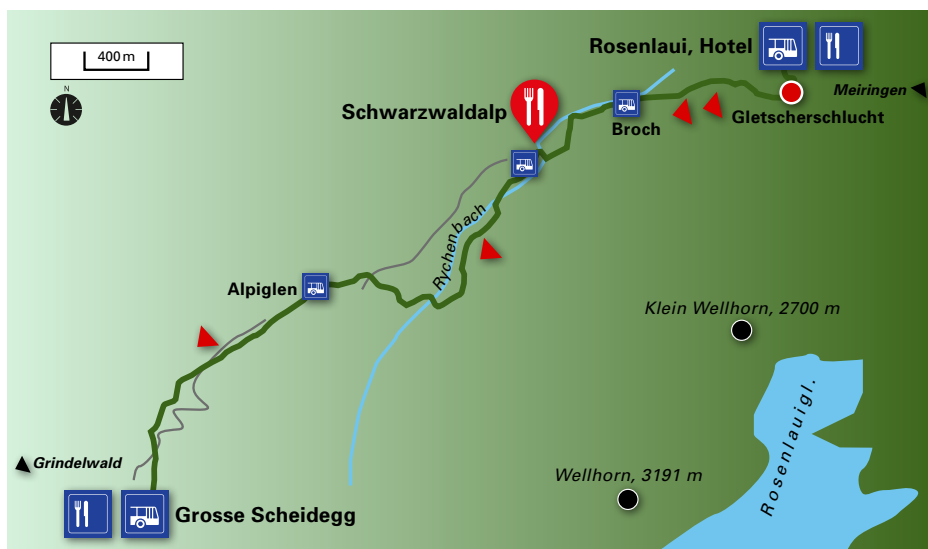 400 m
N
Rosenlaui, Hotel
Meiringen
Schwarzwaldalp
Gletscherschlucht
Broch
Rychenbach
Alpiglen
Klein Wellhorn, 2700 m
Rosenlauigl.
Grindelwald
Wellhorn, 3191 m
Grosse Scheidegg